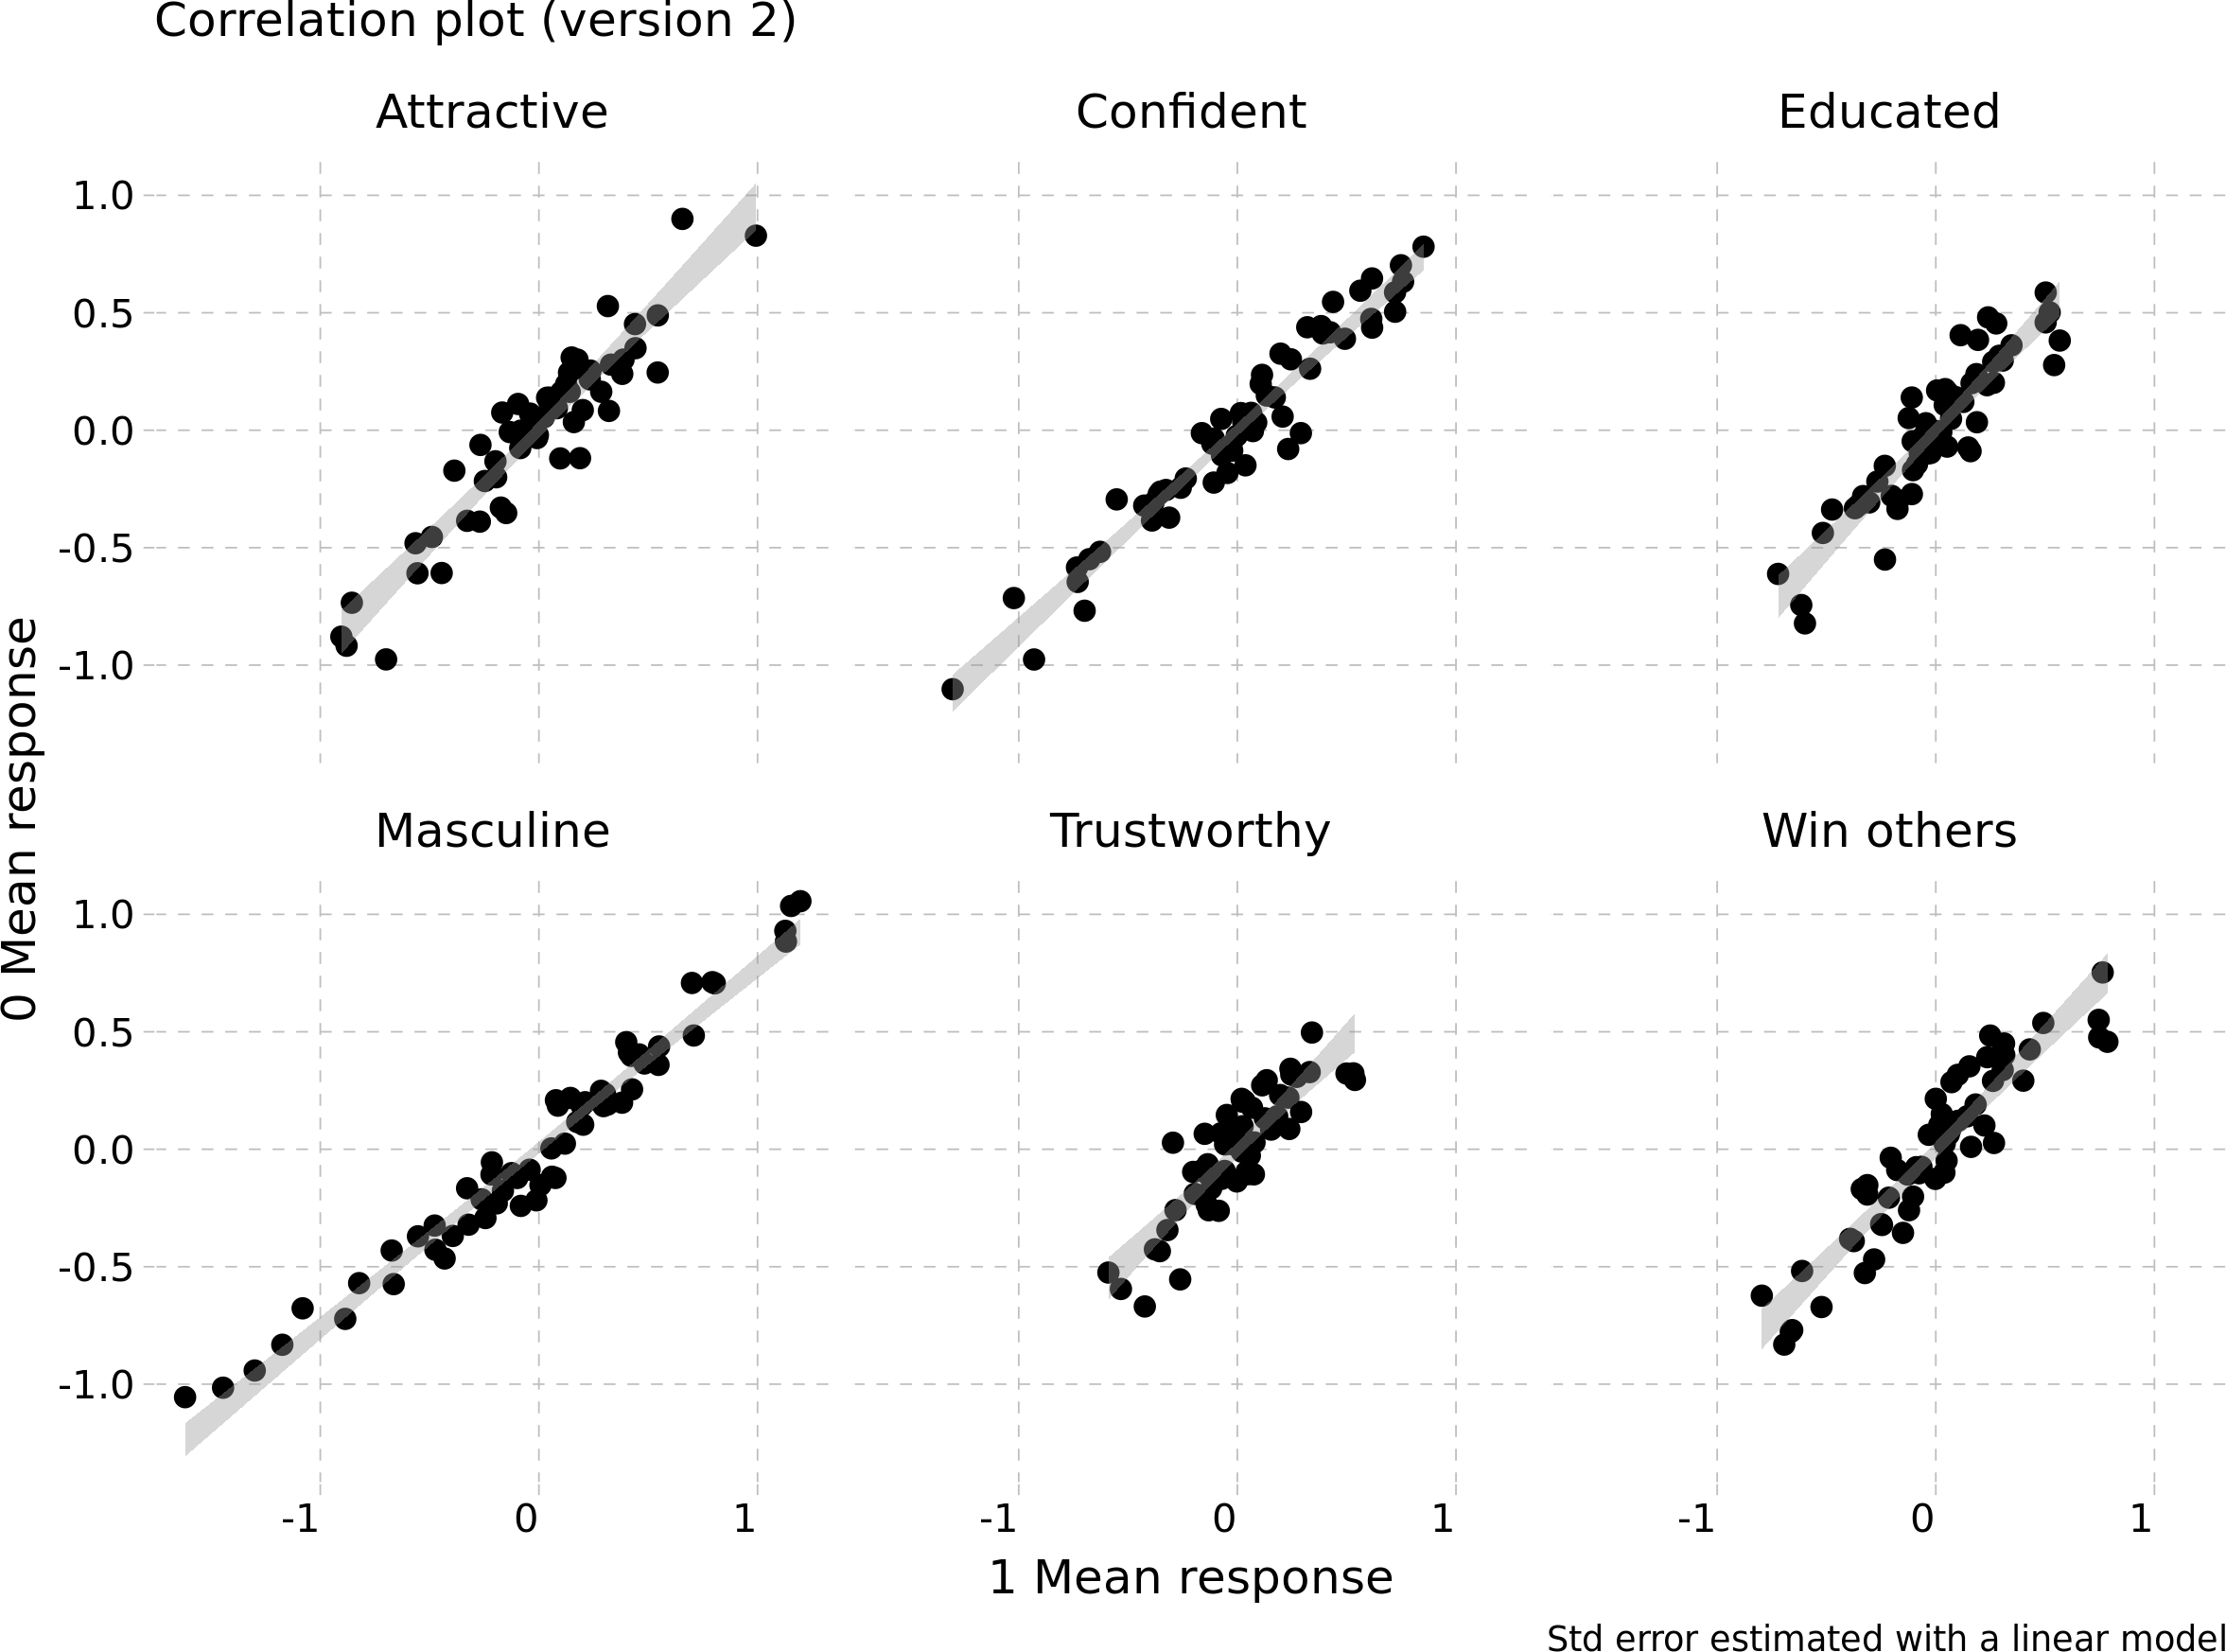 Correlation plot (version 2)
Attractive
Confident
Educated
1.0
0.5
0.0
-0.5
-1.0
0 Mean response
Masculine
Trustworthy
Win others
1.0
0.5
0.0
-0.5
-1.0
-1 0 1
-1 0 1
-1 0 1
1 Mean response
Std error estimated with a linear model